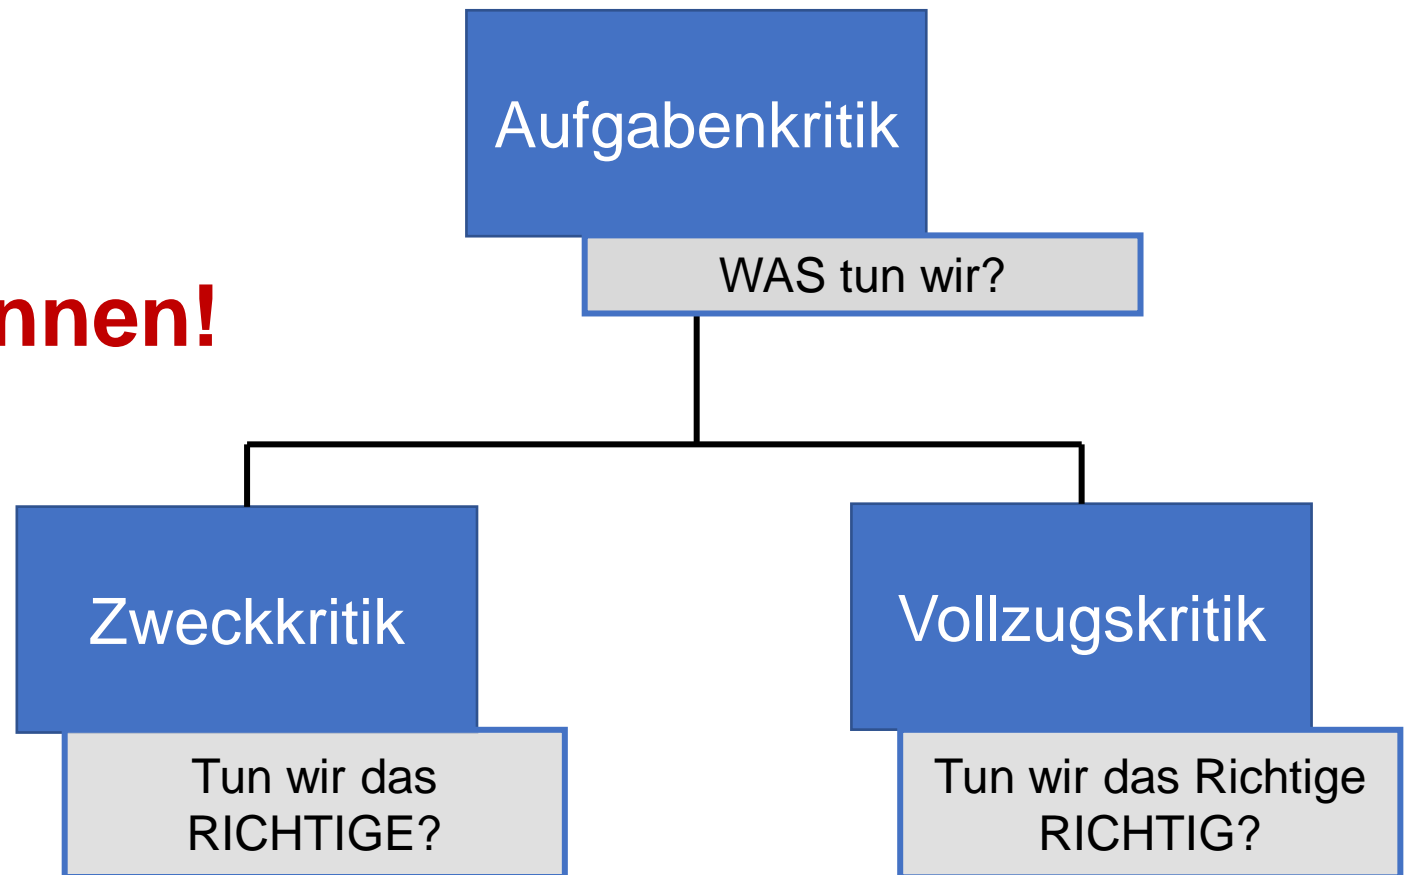 Aufgabenkritik
WAS tun wir?
nnen!
Zweckkritik
Vollzugskritik
Tun wir das
RICHTIGE?
Tun wir das Richtige
RICHTIG?